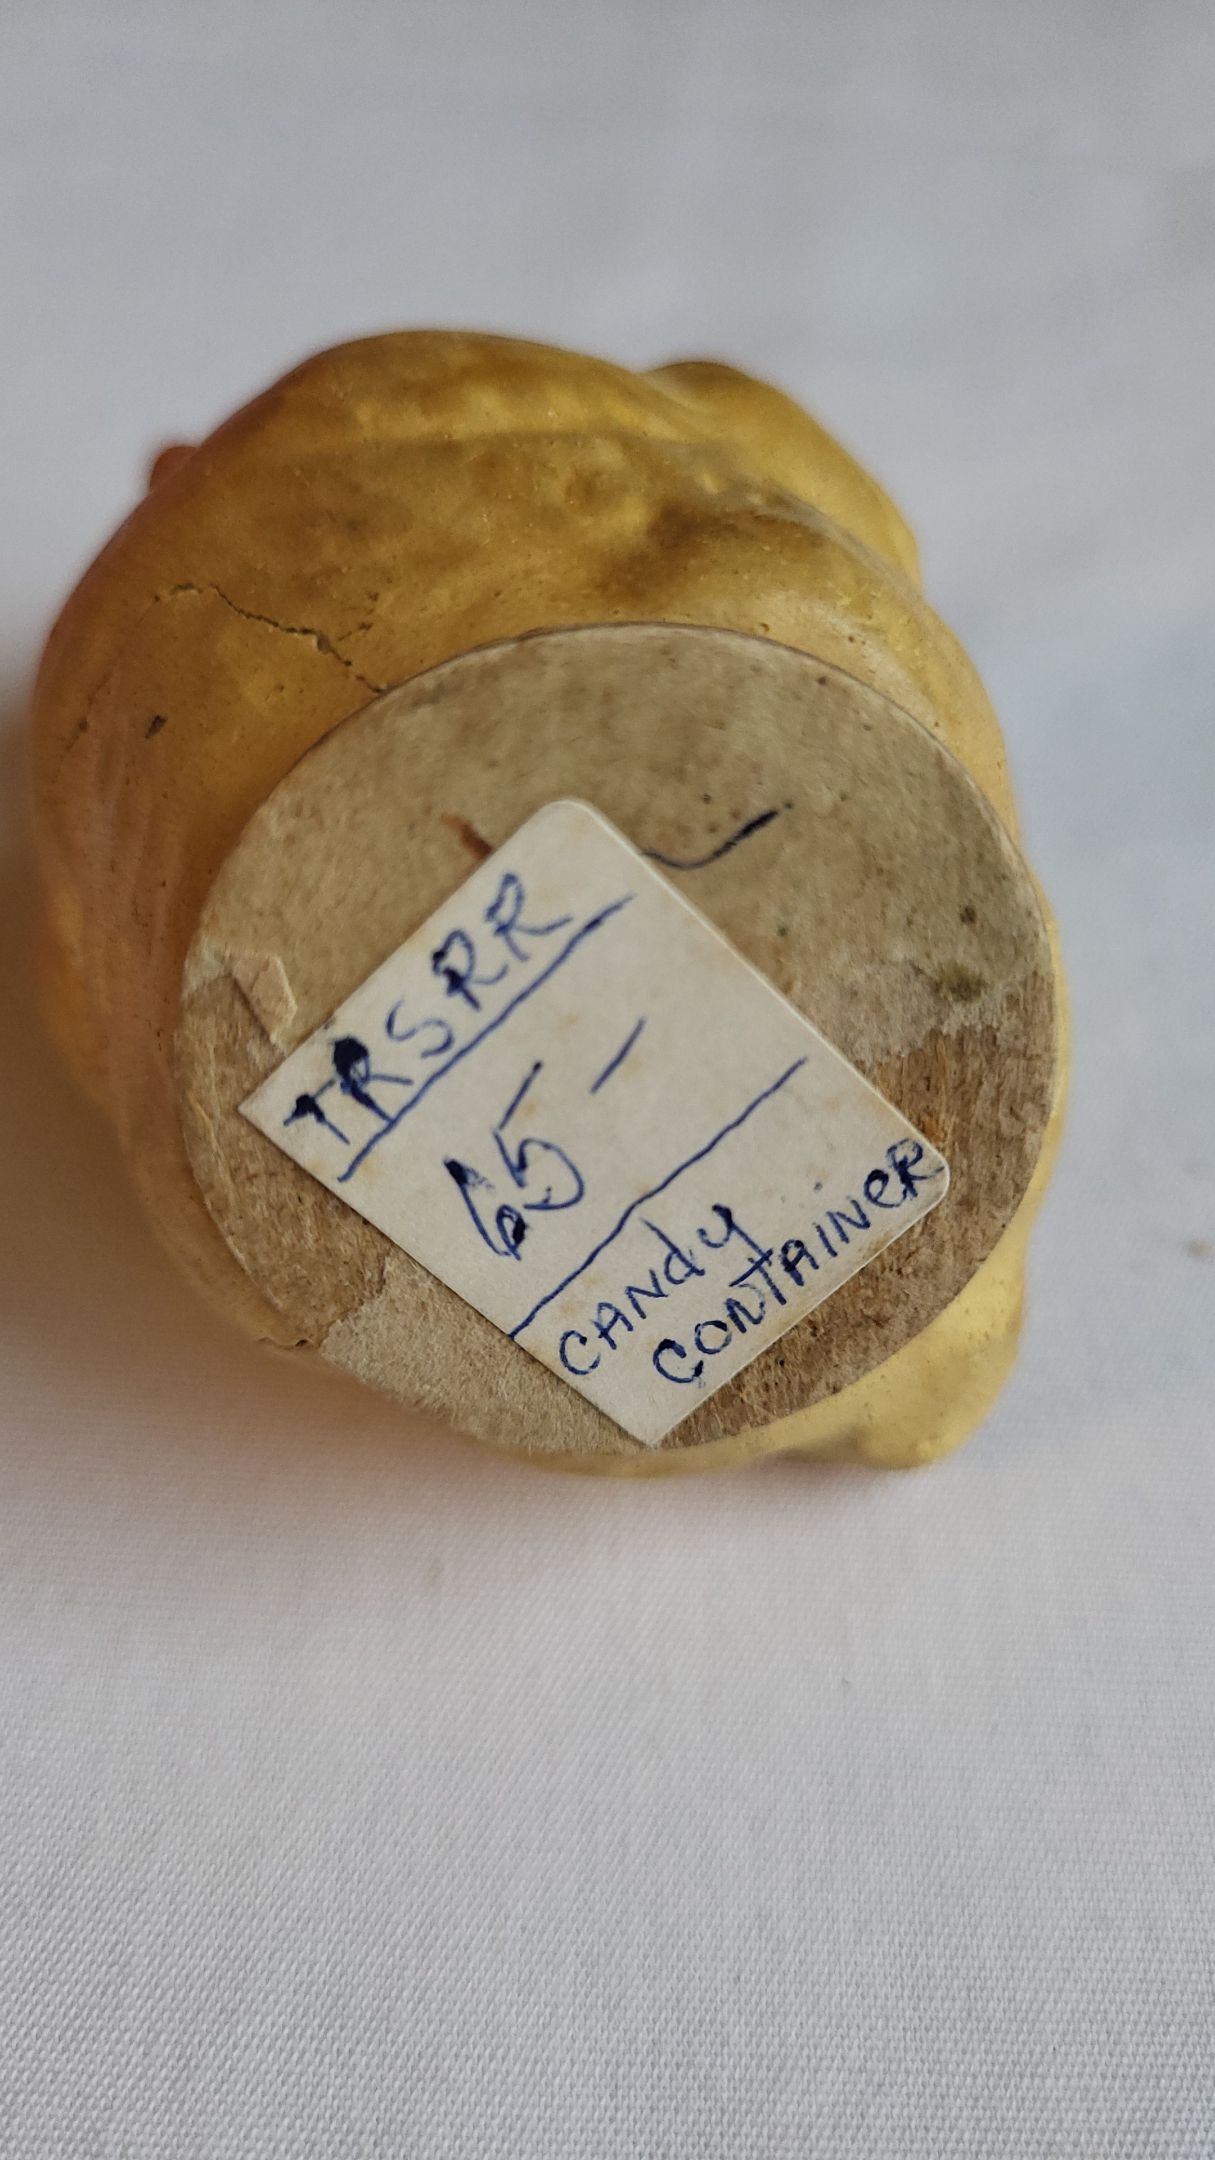 TRSRR
65-
CANdy
CONTAINER